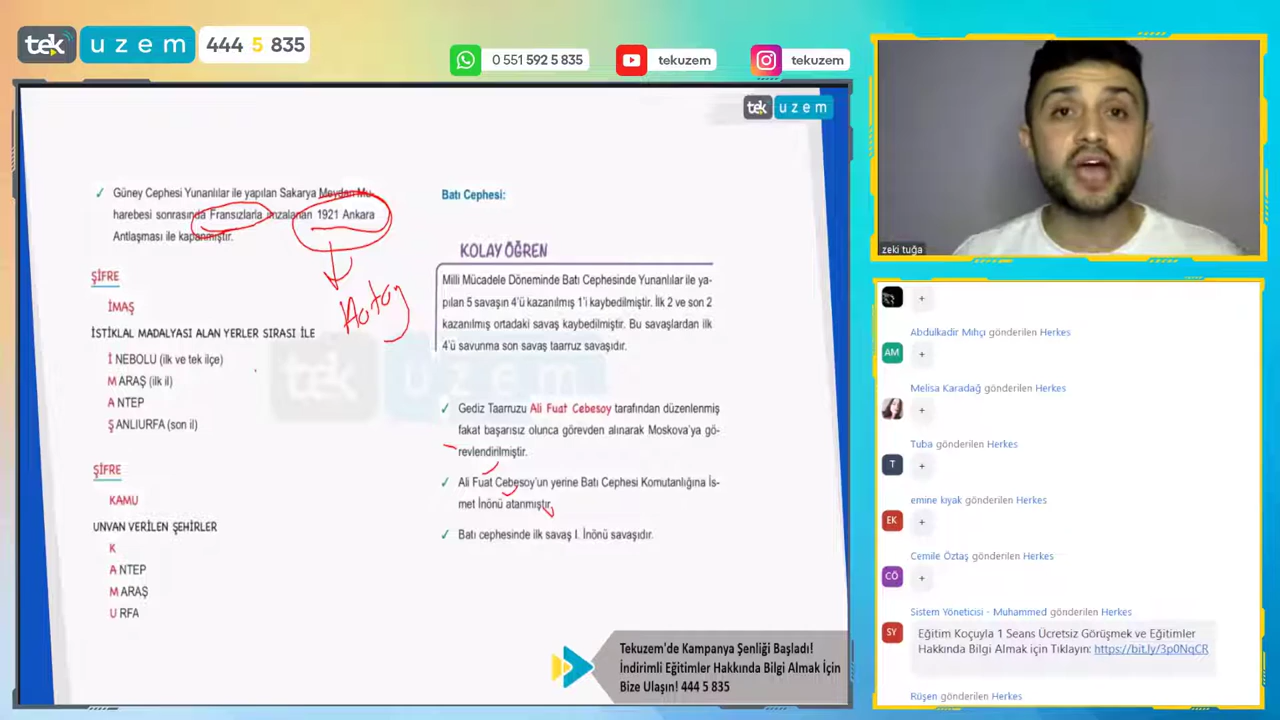 tek uzem 444 5 835
0 551 592 5 835
tekuzem
tekuzem
tek uzem
✓ Güney Cephesi Yunanlılar ile yapılan Sakarya Meydan Mu-
harebesi sonrasında Fransızlarla imzalanan 1921 Ankara
Antlaşması ile kapanmıştır.
Hatay
ŞİFRE
İMAŞ
İSTİKLAL MADALYASI ALAN YERLER SIRASI İLE
İ NEBOLU (ilk ve tek ilçe)
M ARAŞ (ilk il)
A NTEP
Ş ANLIURFA (son il)
ŞİFRE
KAMU
UNVAN VERİLEN ŞEHİRLER
K
A NTEP
M ARAŞ
U RFA
Batı Cephesi:
KOLAY ÖĞREN
Milli Mücadele Döneminde Batı Cephesinde Yunanlılar ile ya-
pılan 5 savaşın 4'ü kazanılmış 1'i kaybedilmiştir. İlk 2 ve son 2
kazanılmış ortadaki savaş kaybedilmiştir. Bu savaşlardan ilk
4'ü savunma son savaş taarruz savaşıdır.
tek uzem
✓ Gediz Taarruzu Ali Fuat Cebesoy tarafından düzenlenmiş
fakat başarısız olunca görevden alınarak Moskova'ya gö-
revlendirilmiştir.
✓ Ali Fuat Cebesoy'un yerine Batı Cephesi Komutanlığına İs-
met İnönü atanmıştır.
✓ Batı cephesinde ilk savaş I. İnönü savaşıdır.
Tekuzem'de Kampanya Şenliği Başladı!
İndirimli Eğitimler Hakkında Bilgi Almak İçin
Bize Ulaşın! 444 5 835
zeki tuğa
+
Abdulkadir Mıhçı gönderilen Herkes
AM +
Melisa Karadağ gönderilen Herkes
+
Tuba gönderilen Herkes
T +
emine kıyak gönderilen Herkes
EK +
Cemile Öztaş gönderilen Herkes
CÖ +
Sistem Yöneticisi - Muhammed gönderilen Herkes
SY Eğitim Koçuyla 1 Seans Ücretsiz Görüşmek ve Eğitimler
Hakkında Bilgi Almak için Tıklayın: https://bit.ly/3p0NqCR
Rüşen gönderilen Herkes